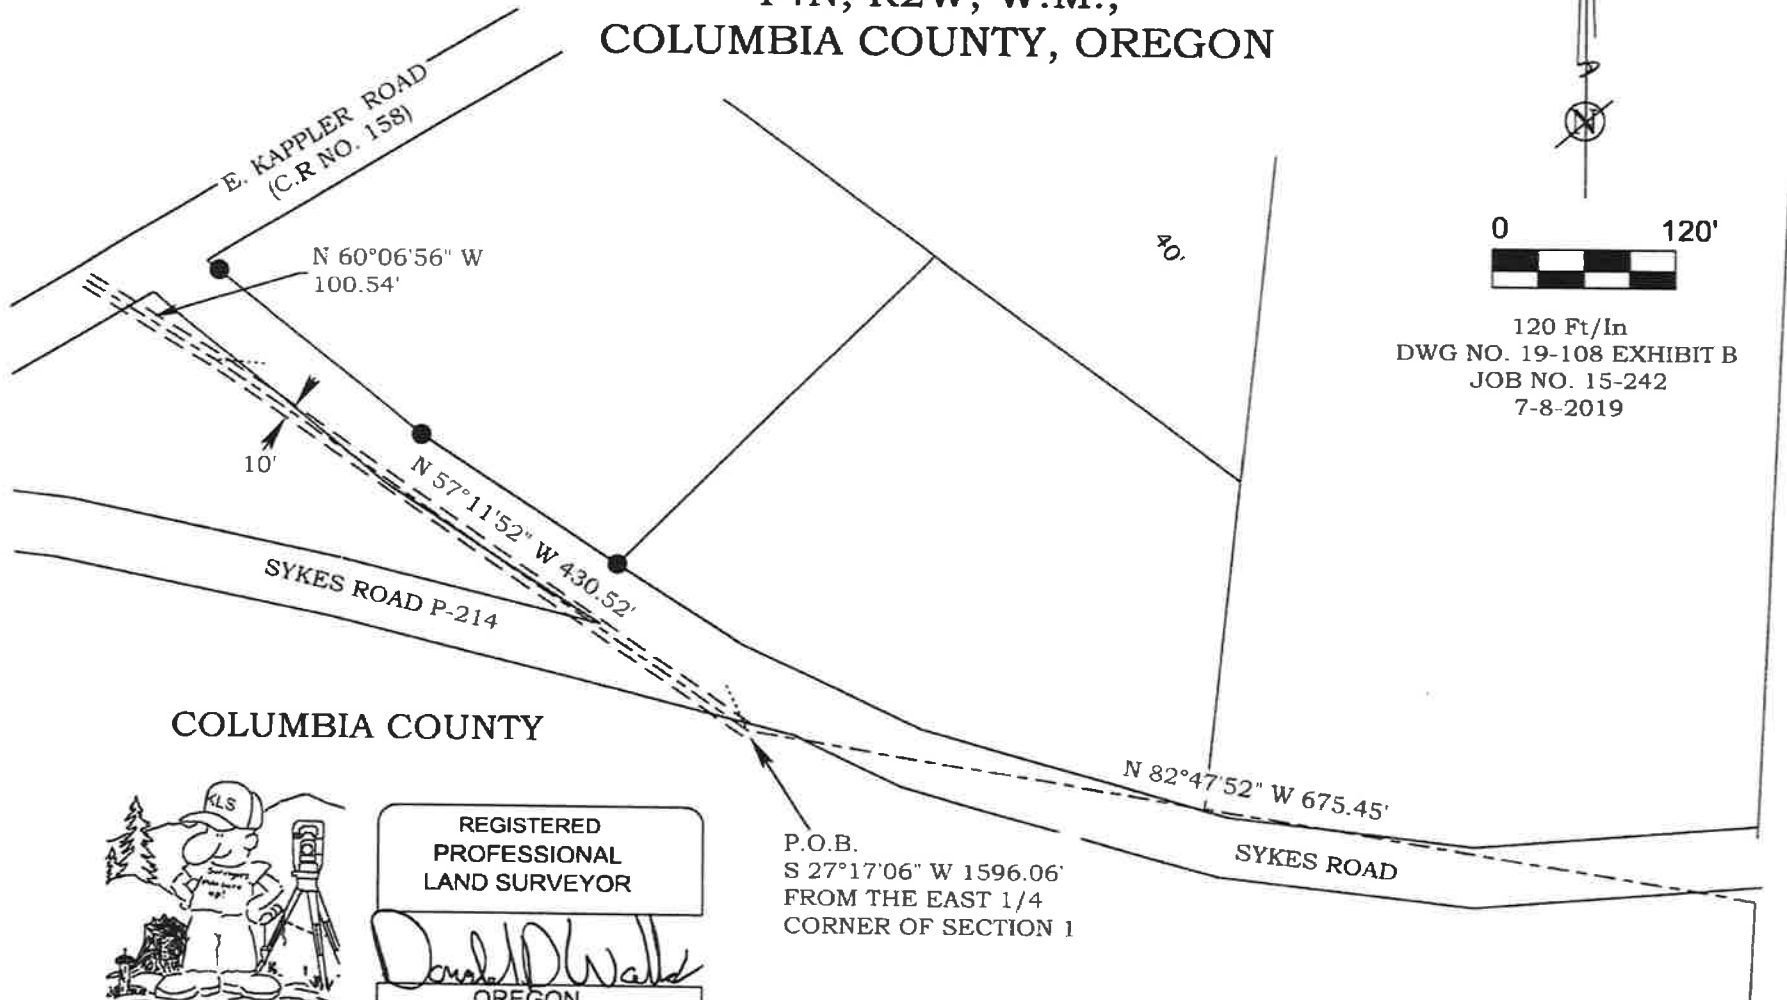 COLUMBIA COUNTY, OREGON
E. KAPPLER ROAD
(C.R NO. 158)
N 60°06'56" W
100.54'
40'
N
0 120'
120 Ft/In
DWG NO. 19-108 EXHIBIT B
JOB NO. 15-242
7-8-2019
10'
N 57°11'52" W 430.52'
SYKES ROAD P-214
COLUMBIA COUNTY
N 82°47'52" W 675.45'
SYKES ROAD
P.O.B.
S 27°17'06" W 1596.06'
FROM THE EAST 1/4
CORNER OF SECTION 1
KLS
REGISTERED
PROFESSIONAL
LAND SURVEYOR
OREGON